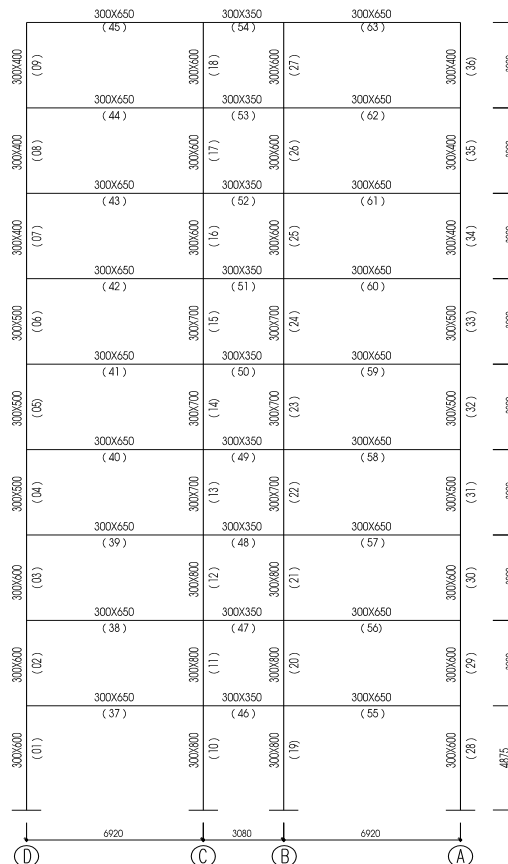 300X650 300X350 300X650
(45) (54) (63)
300X400 (09) 300X600 (18) 300X600 (27) 300X400 (36)
300X650 300X350 300X650
(44) (53) (62)
300X400 (08) 300X600 (17) 300X600 (26) 300X400 (35)
300X650 300X350 300X650
(43) (52) (61)
300X400 (07) 300X600 (16) 300X600 (25) 300X400 (34)
300X650 300X350 300X650
(42) (51) (60)
300X500 (06) 300X700 (15) 300X700 (24) 300X500 (33)
300X650 300X350 300X650
(41) (50) (59)
300X500 (05) 300X700 (14) 300X700 (23) 300X500 (32)
300X650 300X350 300X650
(40) (49) (58)
300X500 (04) 300X700 (13) 300X700 (22) 300X500 (31)
300X650 300X350 300X650
(39) (48) (57)
300X600 (03) 300X800 (12) 300X800 (21) 300X600 (30)
300X650 300X350 300X650
(38) (47) (56)
300X600 (02) 300X800 (11) 300X800 (20) 300X600 (29)
300X650 300X350 300X650
(37) (46) (55)
300X600 (01) 300X800 (10) 300X800 (19) 300X600 (28) 4875
6920 3080 6920
D C B A